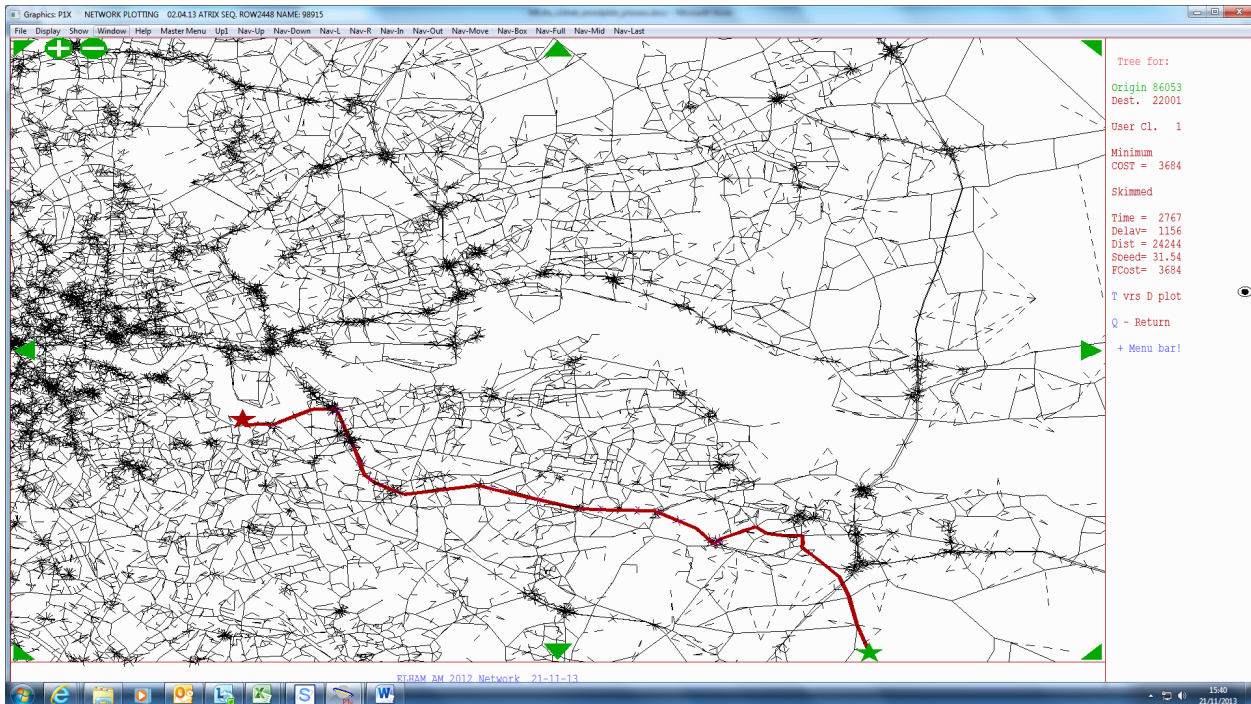 Graphics: P1X NETWORK PLOTTING 02.04.13 ATRIX SEQ. ROW2448 NAME: 98915
File Display Show Window Help Master Menu Up1 Nav-Up Nav-Down Nav-L Nav-R Nav-In Nav-Out Nav-Move Nav-Box Nav-Full Nav-Mid Nav-Last
Tree for:
Origin 86053
Dest. 22001
User Cl. 1
Minimum
COST = 3684
Skimmed
Time = 2767
Delav= 1156
Dist = 24244
Speed= 31.54
FCost= 3684
T vrs D plot
Q - Return
+ Menu bar!
ELHAM AM 2012 Network 21-11-13
15:40
21/11/2013